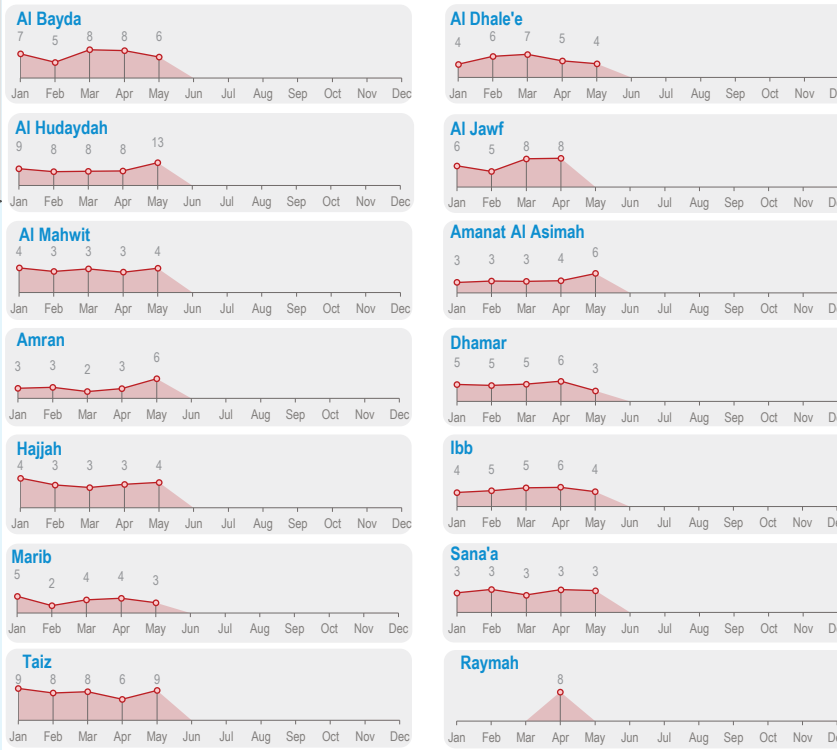 Al Bayda
7 5 8 8 6
Jan Feb Mar Apr May Jun Jul Aug Sep Oct Nov Dec
Al Dhale'e
4 6 7 5 4
Jan Feb Mar Apr May Jun Jul Aug Sep Oct Nov
Al Hudaydah
9 8 8 8 13
Jan Feb Mar Apr May Jun Jul Aug Sep Oct Nov Dec
Al Jawf
6 5 8 8
Jan Feb Mar Apr May Jun Jul Aug Sep Oct Nov
Al Mahwit
4 3 3 3 4
Jan Feb Mar Apr May Jun Jul Aug Sep Oct Nov Dec
Amanat Al Asimah
3 3 3 4 6
Jan Feb Mar Apr May Jun Jul Aug Sep Oct Nov
Amran
3 3 2 3 6
Jan Feb Mar Apr May Jun Jul Aug Sep Oct Nov Dec
Dhamar
5 5 5 6 3
Jan Feb Mar Apr May Jun Jul Aug Sep Oct Nov
Hajjah
4 3 3 3 4
Jan Feb Mar Apr May Jun Jul Aug Sep Oct Nov Dec
Ibb
4 5 5 6 4
Jan Feb Mar Apr May Jun Jul Aug Sep Oct Nov
Marib
5 2 4 4 3
Jan Feb Mar Apr May Jun Jul Aug Sep Oct Nov Dec
Sana'a
3 3 3 3 3
Jan Feb Mar Apr May Jun Jul Aug Sep Oct Nov
Taiz
9 8 8 6 9
Jan Feb Mar Apr May Jun Jul Aug Sep Oct Nov Dec
Raymah
8
Jan Feb Mar Apr May Jun Jul Aug Sep Oct Nov